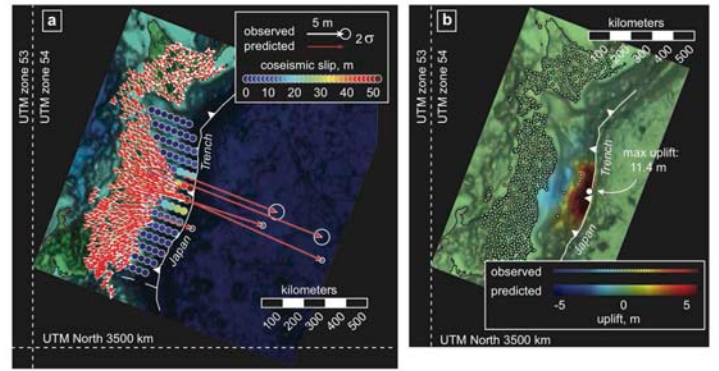 a
5 m
observed
predicted
2 σ
coseismic slip, m
0 10 20 30 40 50
UTM zone 53
UTM zone 54
Trench
Japan
kilometers
100 200 300 400 500
UTM North 3500 km
b
kilometers
100 200 300 400 500
UTM zone 53
UTM zone 54
Trench
max uplift:
11.4 m
Japan
observed
predicted
-5 0 5
uplift, m
UTM North 3500 km